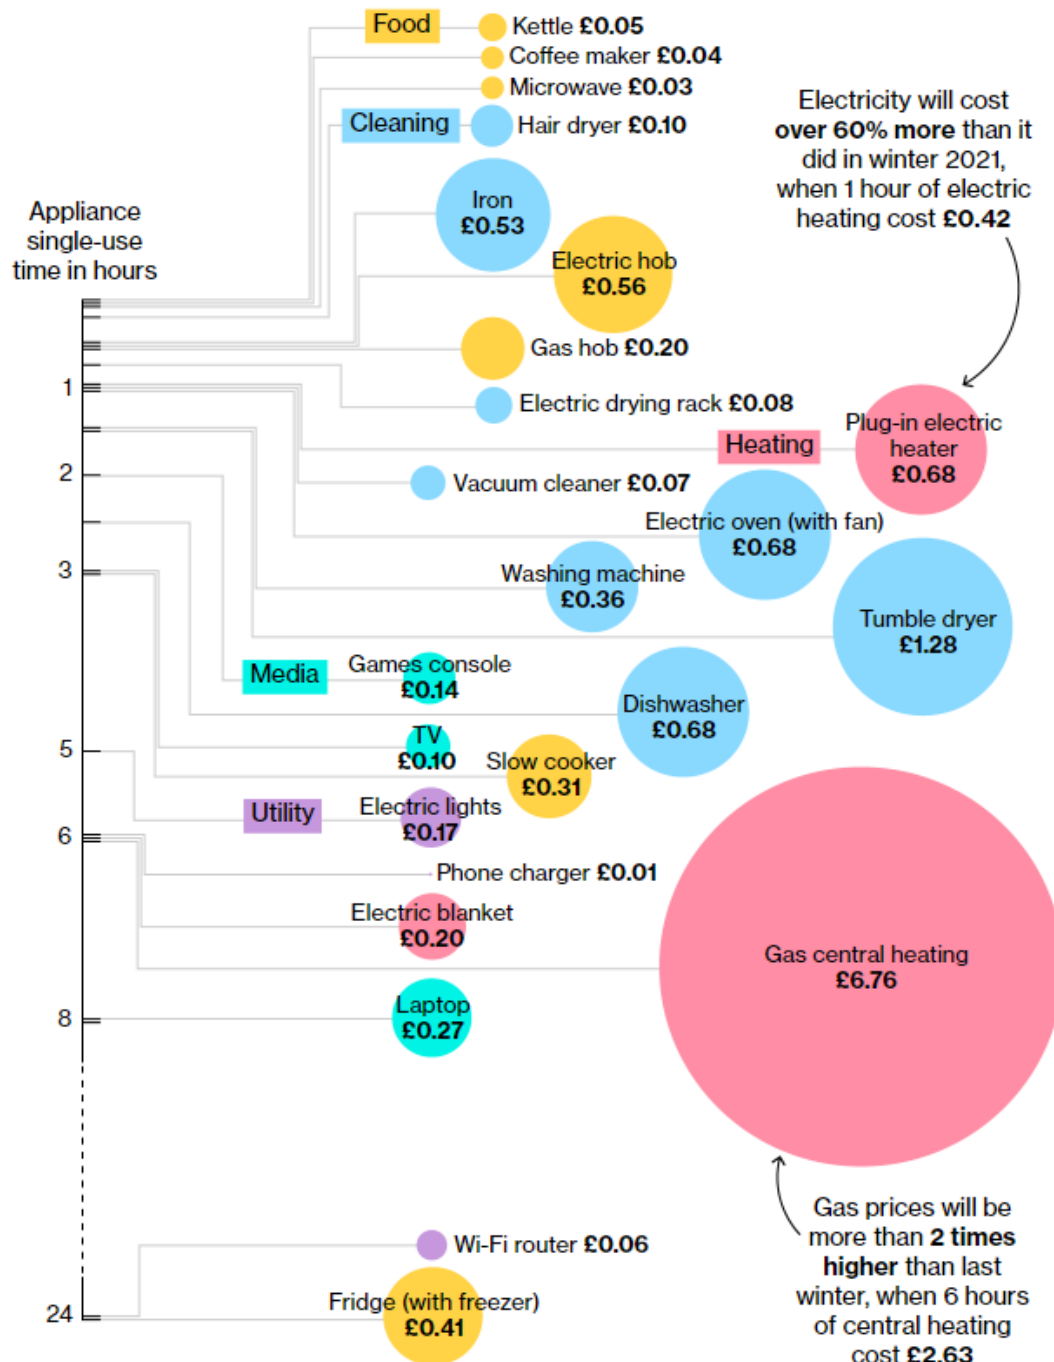 Food
Kettle £0.05
Coffee maker £0.04
Microwave £0.03
Cleaning
Hair dryer £0.10
Electricity will cost
over 60% more than it
did in winter 2021,
when 1 hour of electric
heating cost £0.42
Appliance
single-use
time in hours
Iron
£0.53
Electric hob
£0.56
Gas hob £0.20
1
Electric drying rack £0.08
Heating
Plug-in electric
heater
£0.68
2
Vacuum cleaner £0.07
Electric oven (with fan)
£0.68
3
Washing machine
£0.36
Tumble dryer
£1.28
Media
Games console
£0.14
Dishwasher
£0.68
5
TV
£0.10
Slow cooker
£0.31
Utility
Electric lights
£0.17
6
Phone charger £0.01
Electric blanket
£0.20
Gas central heating
£6.76
8
Laptop
£0.27
Gas prices will be
more than 2 times
higher than last
winter, when 6 hours
of central heating
cost £2.63
Wi-Fi router £0.06
24
Fridge (with freezer)
£0.41